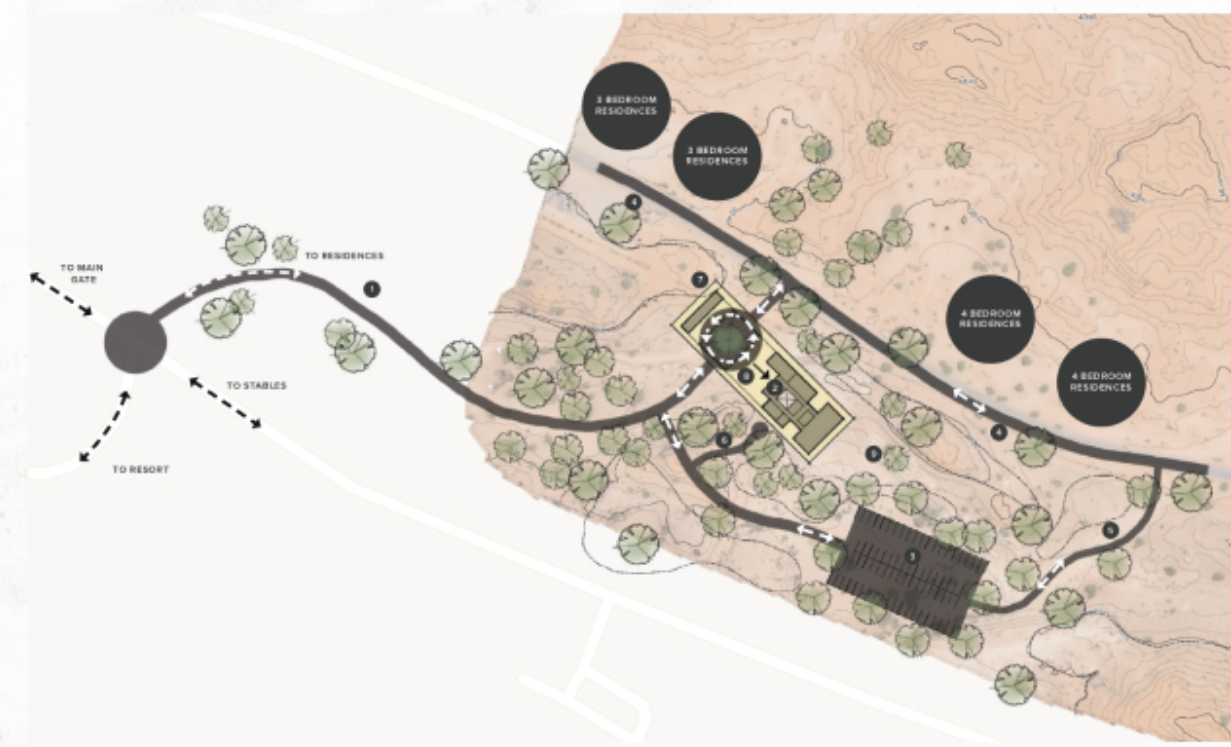 3 BEDROOM
RESIDENCES
3 BEDROOM
RESIDENCES
4
TO RESIDENCES
TO MAIN
GATE
1
7
4 BEDROOM
RESIDENCES
8
2
4 BEDROOM
RESIDENCES
TO STABLES
4
6
9
TO RESORT
5
3